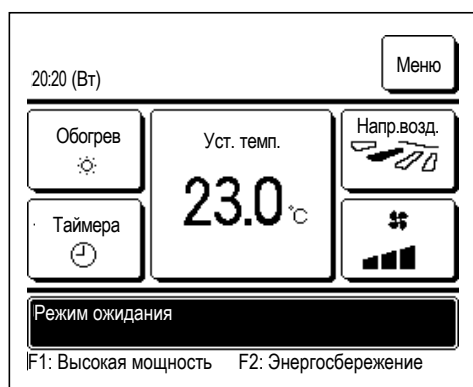 20:20 (Вт)
Меню
Обогрев
Уст. темп.
Напр.возд.
23.0 °C
Таймера
Режим ожидания
F1: Высокая мощность F2: Энергосбережение